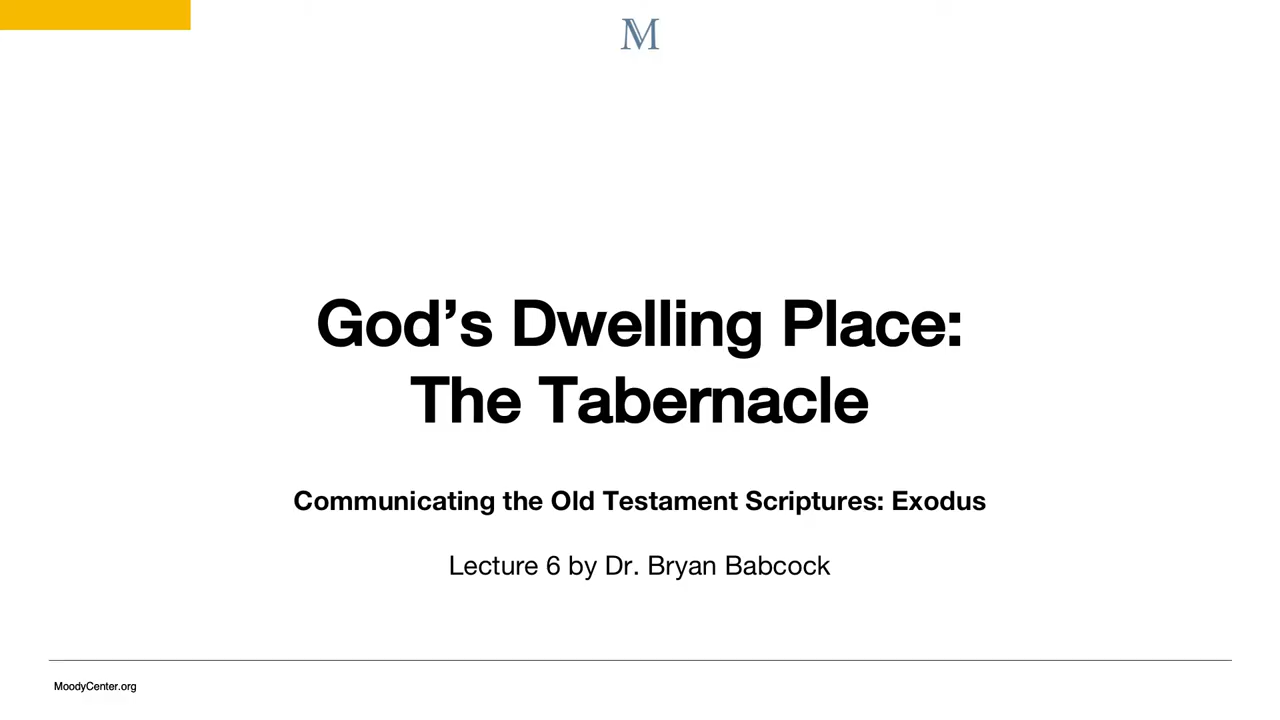 M
God’s Dwelling Place:
The Tabernacle
Communicating the Old Testament Scriptures: Exodus
Lecture 6 by Dr. Bryan Babcock
MoodyCenter.org